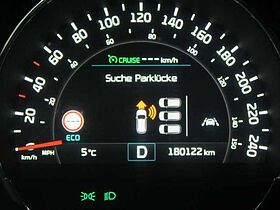 CRUISE ---km/h
Suche Parklücke
0 20 40 60 80 100 120 140 160 180 200 220 240
ECO
km/h MPH 5°C D 180122 km